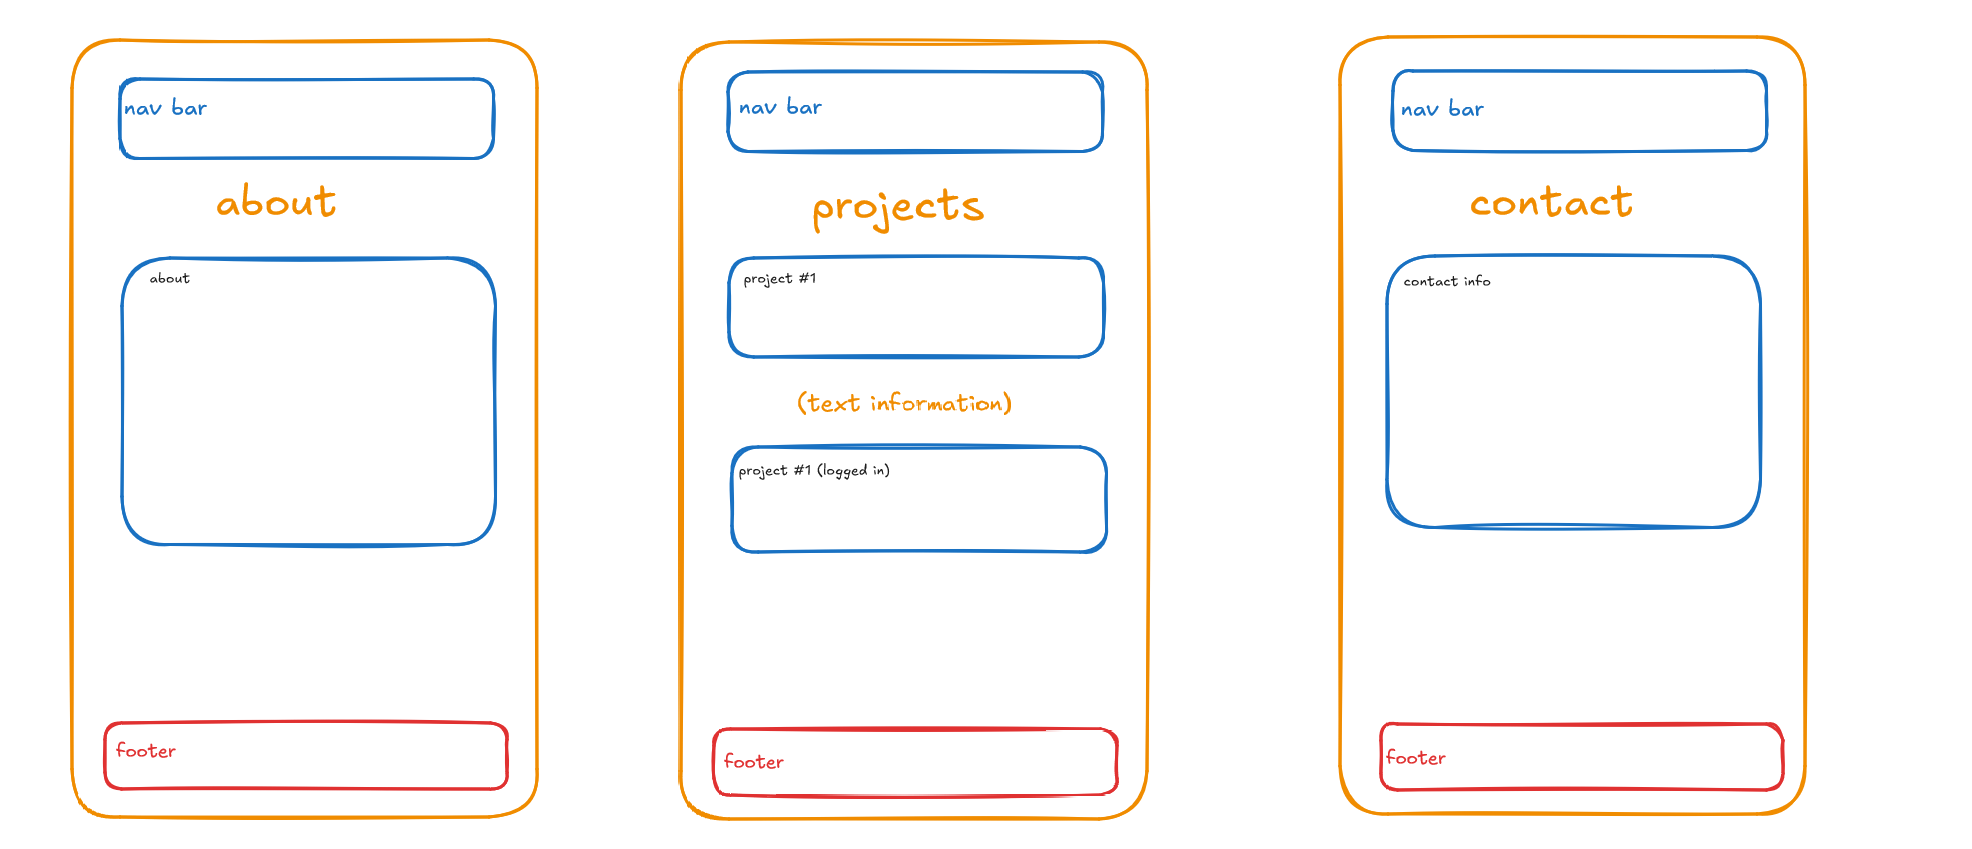 nav bar
about
about
footer
nav bar
projects
project #1
(text information)
project #1 (logged in)
footer
nav bar
contact
contact info
footer